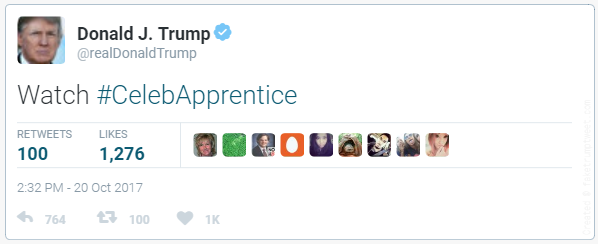 Donald J. Trump
@realDonaldTrump
Watch #CelebApprentice
RETWEETS LIKES
100 1,276
2:32 PM - 20 Oct 2017
764 100 1K